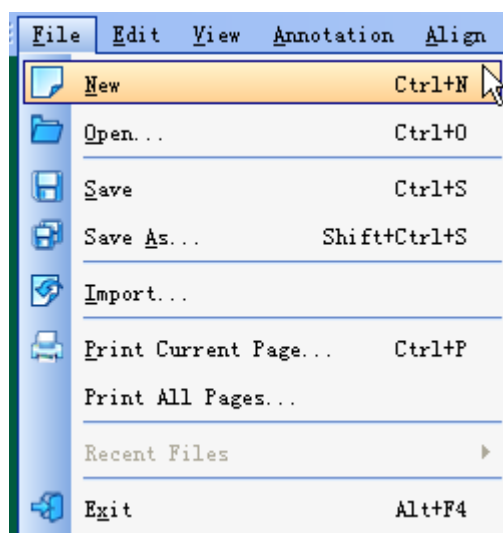 File Edit View Annotation Align
New Ctrl+N
Open... Ctrl+O
Save Ctrl+S
Save As... Shift+Ctrl+S
Import...
Print Current Page... Ctrl+P
Print All Pages...
Recent Files
Exit Alt+F4